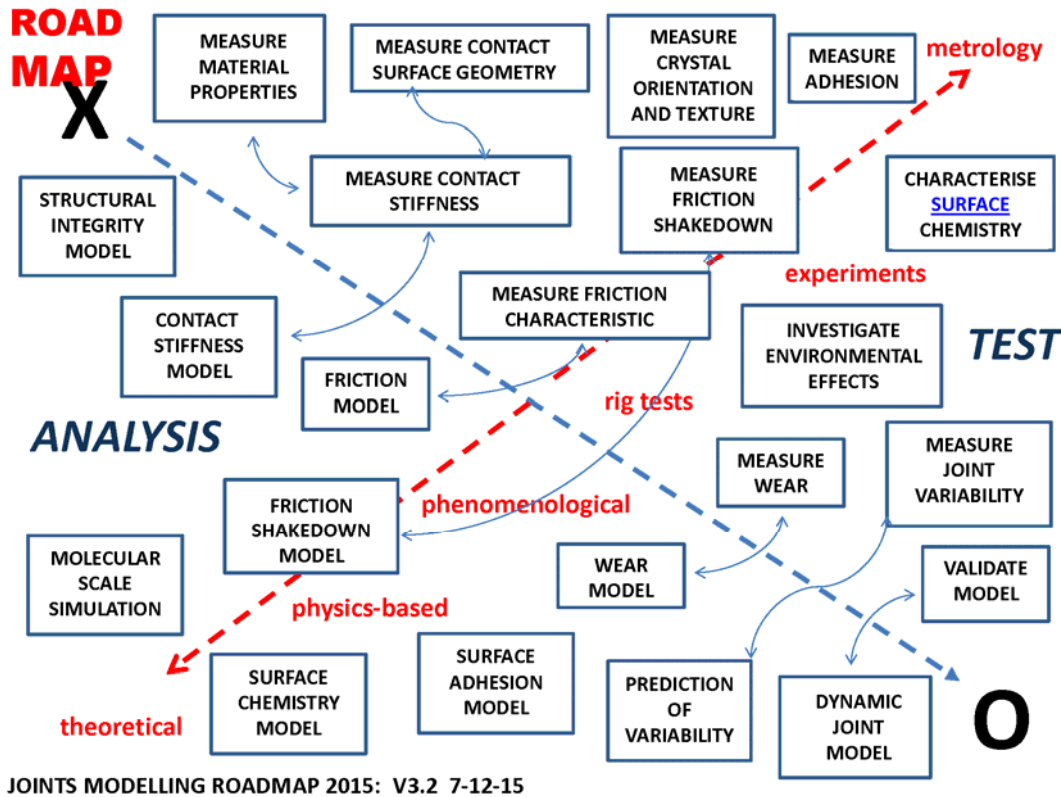 ROAD
MAP
X
MEASURE
MATERIAL
PROPERTIES
MEASURE CONTACT
SURFACE GEOMETRY
MEASURE
CRYSTAL
ORIENTATION
AND TEXTURE
MEASURE
ADHESION
metrology
STRUCTURAL
INTEGRITY
MODEL
MEASURE CONTACT
STIFFNESS
MEASURE
FRICTION
SHAKEDOWN
CHARACTERISE
SURFACE
CHEMISTRY
experiments
CONTACT
STIFFNESS
MODEL
MEASURE FRICTION
CHARACTERISTIC
INVESTIGATE
ENVIRONMENTAL
EFFECTS
TEST
FRICTION
MODEL
rig tests
ANALYSIS
MEASURE
WEAR
MEASURE
JOINT
VARIABILITY
FRICTION
SHAKEDOWN
MODEL
phenomenological
MOLECULAR
SCALE
SIMULATION
WEAR
MODEL
VALIDATE
MODEL
physics-based
SURFACE
CHEMISTRY
MODEL
SURFACE
ADHESION
MODEL
PREDICTION
OF
VARIABILITY
DYNAMIC
JOINT
MODEL
O
theoretical
JOINTS MODELLING ROADMAP 2015: V3.2 7-12-15